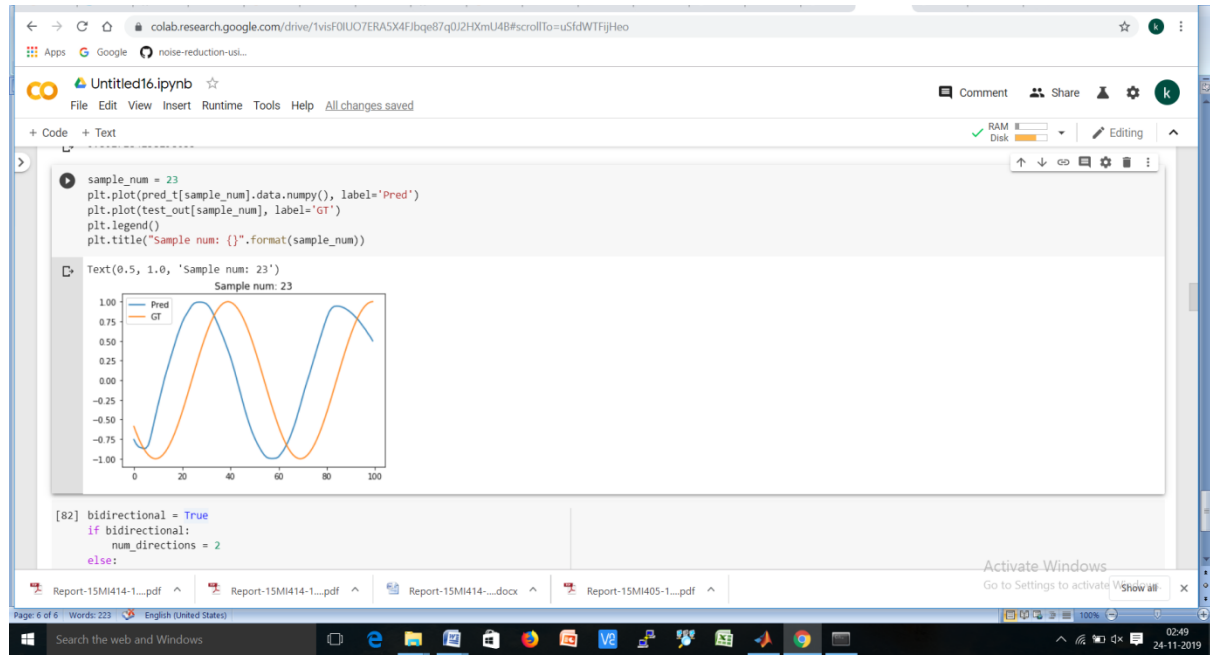 colab.research.google.com/drive/1visF0IUO7ERA5X4FJbqe87q0J2HXmU4B#scrollTo=uSfdWTFijHeo
k
Apps Google noise-reduction-usi...
CO Untitled16.ipynb
File Edit View Insert Runtime Tools Help All changes saved
Comment Share k
+ Code + Text
RAM
Disk
Editing
sample_num = 23
plt.plot(pred_t[sample_num].data.numpy(), label='Pred')
plt.plot(test_out[sample_num], label='GT')
plt.legend()
plt.title("Sample num: {}".format(sample_num))
Text(0.5, 1.0, 'Sample num: 23')
Sample num: 23
Pred
GT
1.00
0.75
0.50
0.25
0.00
−0.25
−0.50
−0.75
−1.00
0 20 40 60 80 100
[82] bidirectional = True
if bidirectional:
num_directions = 2
else:
Activate Windows
Go to Settings to activate Windows.
Report-15MI414-1....pdf Report-15MI414-1....pdf Report-15MI414-....docx Report-15MI405-1....pdf Show all
Page: 6 of 6 Words: 223 English (United States) 100%
Search the web and Windows
02:49
24-11-2019